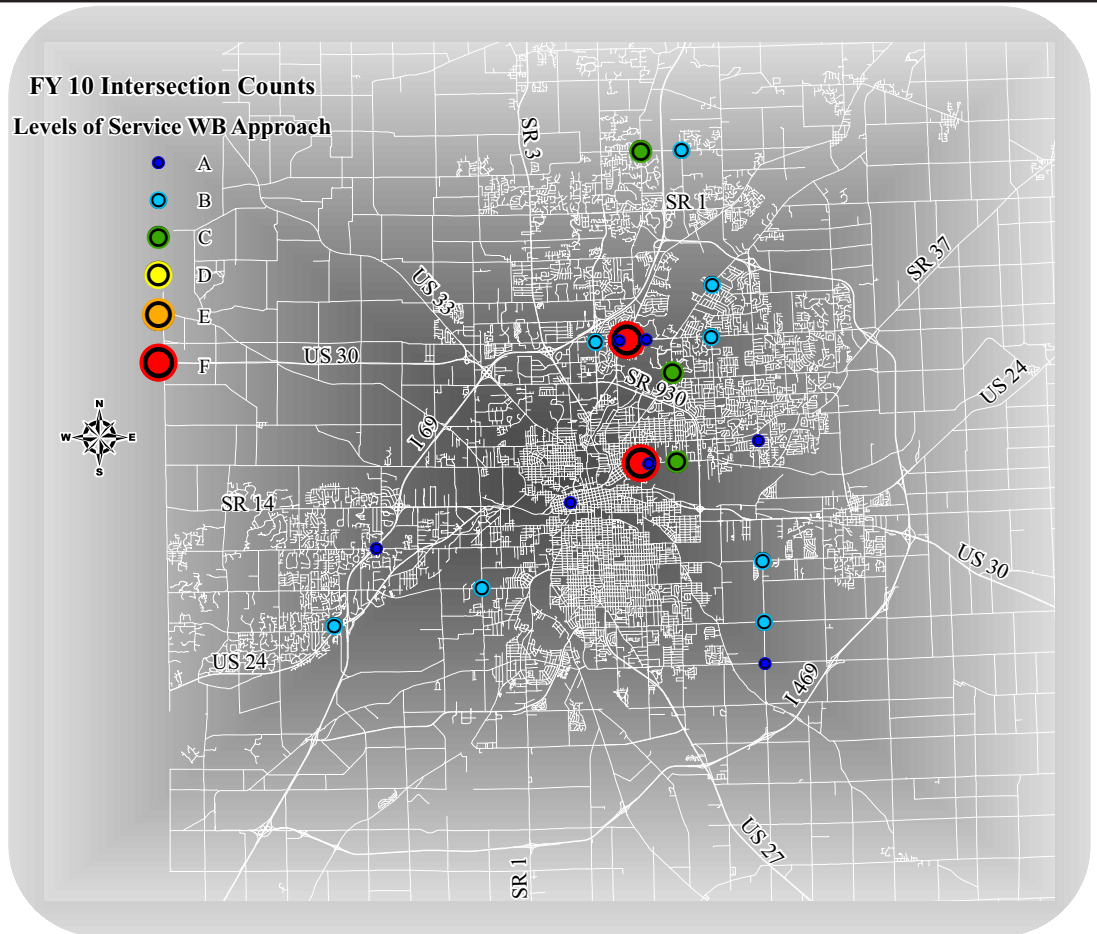 FY 10 Intersection Counts
Levels of Service WB Approach
A
B
C
D
E
F
N
W E
S
SR 3
SR 1
SR 37
US 33
US 30
SR 930
US 24
I 69
SR 14
US 30
US 24
I 469
US 27
SR 1